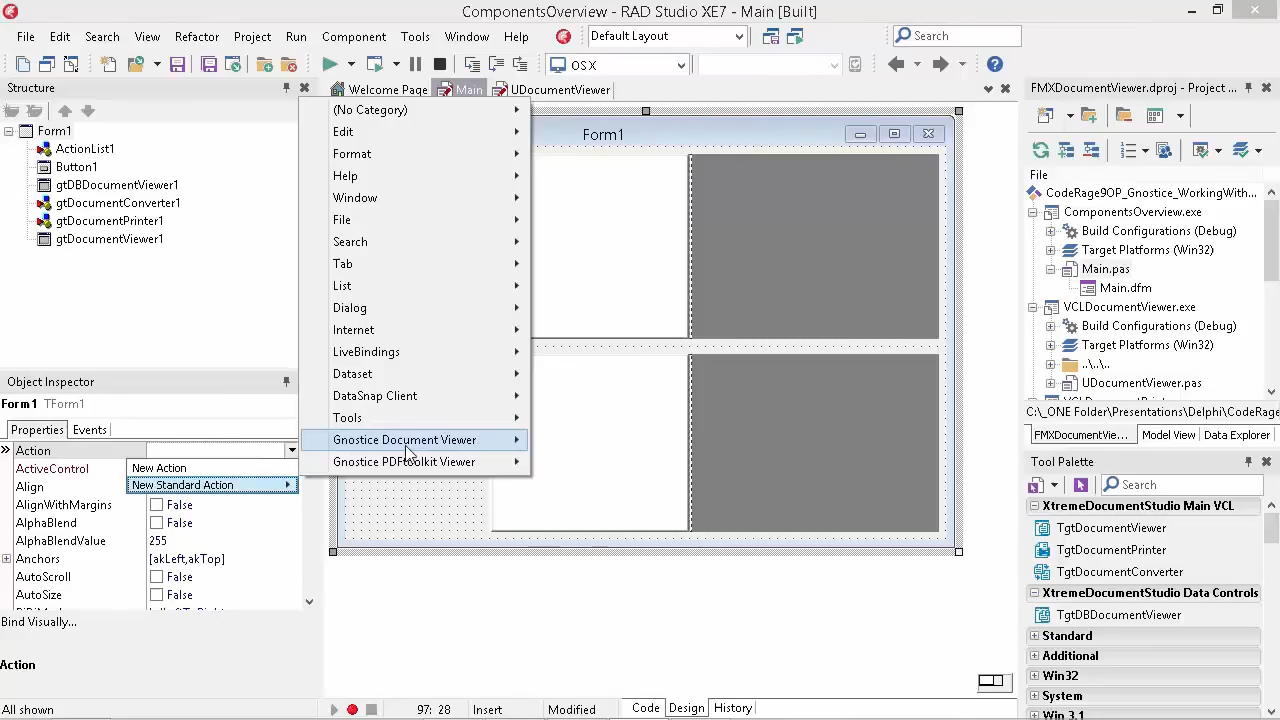 ComponentsOverview - RAD Studio XE7 - Main [Built]
File Edit Search View Refactor Project Run Component Tools Window Help Default Layout Search
OSX
Structure
Welcome Page Main UDocumentViewer
FMXDocumentViewer.dproj - Project ...
Form1
ActionList1
Button1
gtDBDocumentViewer1
gtDocumentConverter1
gtDocumentPrinter1
gtDocumentViewer1
(No Category)
Edit
Format
Help
Window
File
Search
Tab
List
Dialog
Internet
LiveBindings
DataSet
DataSnap Client
Tools
Gnostice Document Viewer
Gnostice PDFtoolkit Viewer
Form1
File
CodeRage9OP_Gnostice_WorkingWith...
ComponentsOverview.exe
Build Configurations (Debug)
Target Platforms (Win32)
Main.pas
Main.dfm
VCLDocumentViewer.exe
Build Configurations (Debug)
Target Platforms (Win32)
..\..\..
UDocumentViewer.pas
C:\_ONE Folder\Presentations\Delphi\CodeRag
FMXDocumentVie... Model View Data Explorer
Object Inspector
Form1 TForm1
Properties Events
Action
New Action
New Standard Action
ActiveControl
Align
AlignWithMargins False
AlphaBlend False
AlphaBlendValue 255
Anchors [akLeft,akTop]
AutoScroll False
AutoSize False
Bind Visually...
Action
All shown
Tool Palette
Search
XtremeDocumentStudio Main VCL
TgtDocumentViewer
TgtDocumentPrinter
TgtDocumentConverter
XtremeDocumentStudio Data Controls
TgtDBDocumentViewer
Standard
Additional
Win32
System
Win 3.1
97: 28 Insert Modified Code Design History